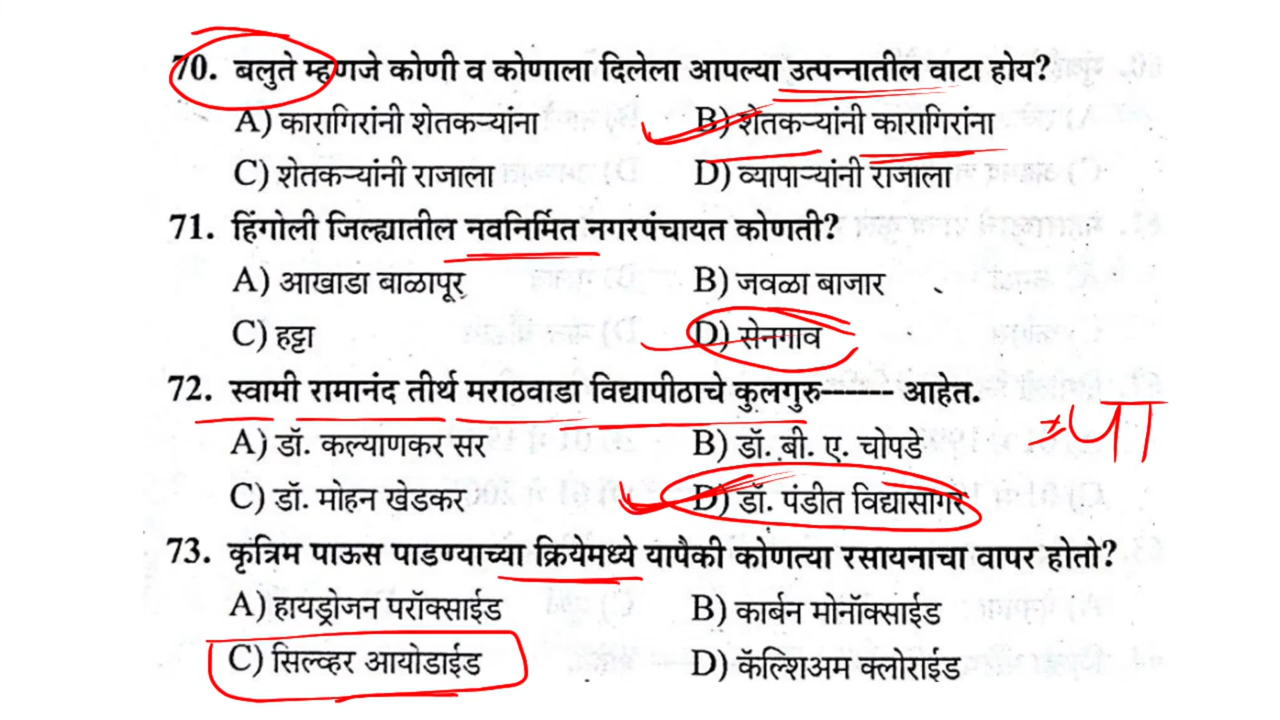 70. बलुते म्हणजे कोणी व कोणाला दिलेला आपल्या उत्पन्नातील वाटा होय?
A) कारागिरांनी शेतकऱ्यांना B) शेतकऱ्यांनी कारागिरांना
C) शेतकऱ्यांनी राजाला D) व्यापाऱ्यांनी राजाला
71. हिंगोली जिल्ह्यातील नवनिर्मित नगरपंचायत कोणती?
A) आखाडा बाळापूर B) जवळा बाजार
C) हट्टा D) सेनगाव
72. स्वामी रामानंद तीर्थ मराठवाडा विद्यापीठाचे कुलगुरु------ आहेत.
A) डॉ. कल्याणकर सर B) डॉ. बी. ए. चोपडे
C) डॉ. मोहन खेडकर D) डॉ. पंडीत विद्यासागर
73. कृत्रिम पाऊस पाडण्याच्या क्रियेमध्ये यापैकी कोणत्या रसायनाचा वापर होतो?
A) हायड्रोजन परॉक्साईड B) कार्बन मोनॉक्साईड
C) सिल्व्हर आयोडाईड D) कॅल्शिअम क्लोराईड